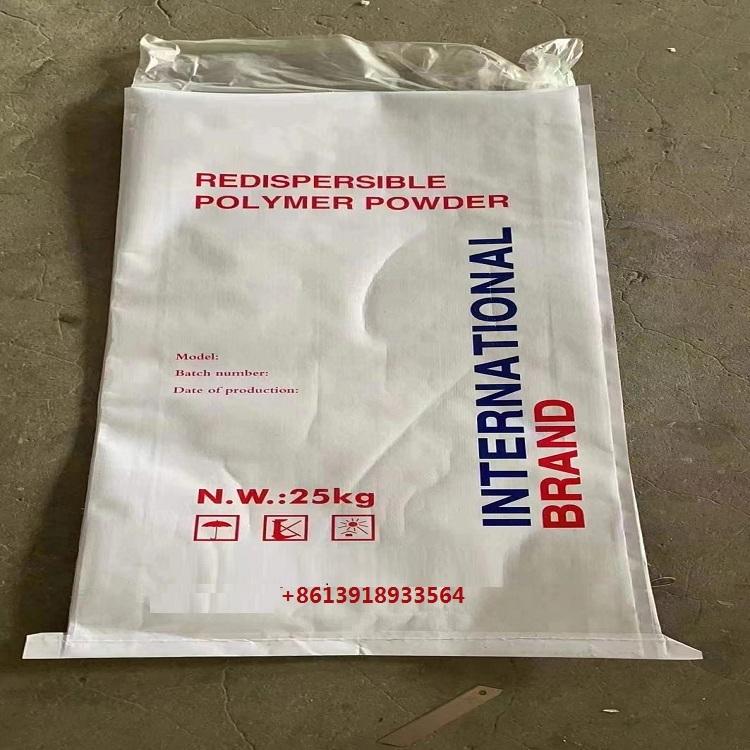 REDISPERSIBLE
POLYMER POWDER
INTERNATIONAL
BRAND
Model:
Batch number:
Date of production:
N.W.:25kg
+8613918933564